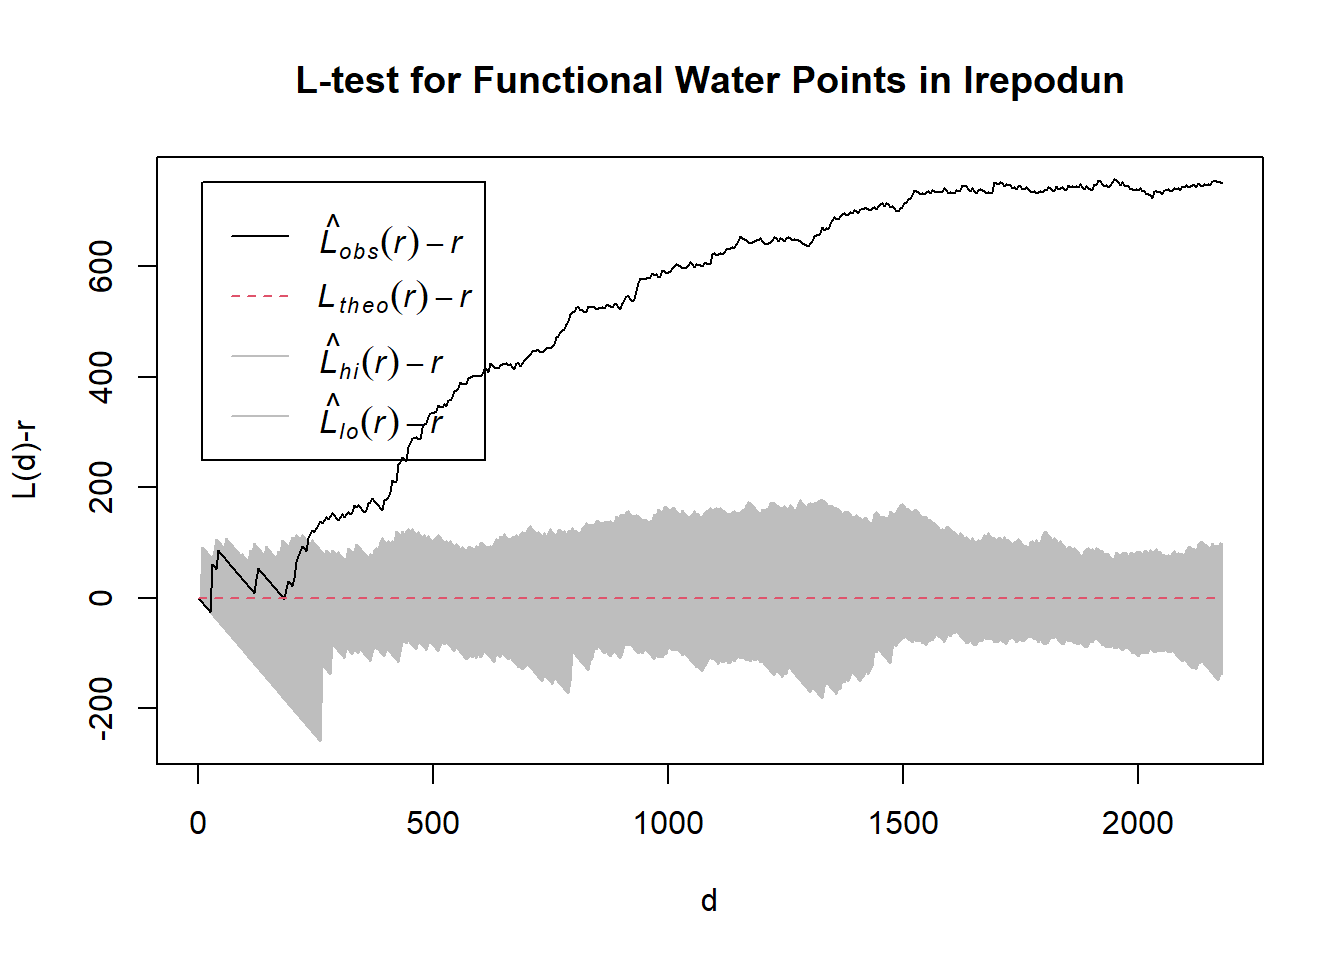 L-test for Functional Water Points in Irepodun
L̂obs(r) − r
Ltheo(r) − r
L̂hi(r) − r
L̂lo(r) − r
L(d)-r
600
400
200
0
-200
0 500 1000 1500 2000
d